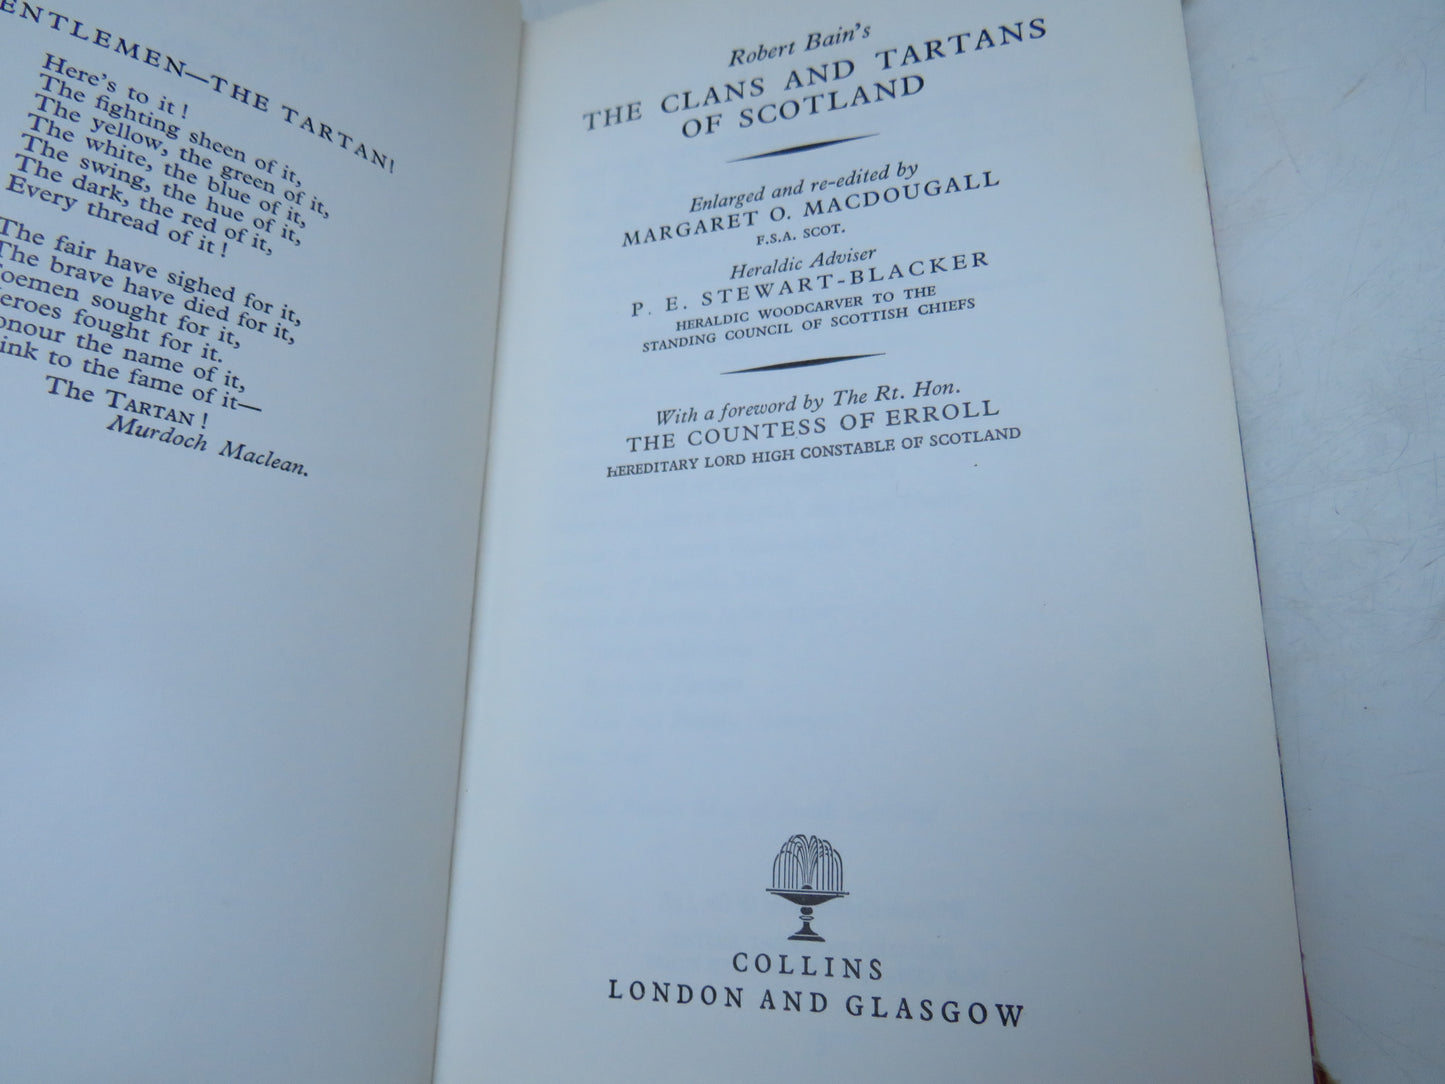 ENTLEMEN—THE TARTAN!
Here's to it!
The fighting sheen of it,
The yellow, the green of it,
The white, the blue of it,
The swing, the hue of it,
The dark, the red of it,
Every thread of it!
The fair have sighed for it,
The brave have died for it,
oemen sought for it,
eroes fought for it.
onour the name of it,
ink to the fame of it—
The TARTAN!
Murdoch Maclean.
Robert Bain's
THE CLANS AND TARTANS
OF SCOTLAND
Enlarged and re-edited by
MARGARET O. MACDOUGALL
F.S.A. SCOT.
Heraldic Adviser
P. E. STEWART-BLACKER
HERALDIC WOODCARVER TO THE
STANDING COUNCIL OF SCOTTISH CHIEFS
With a foreword by The Rt. Hon.
THE COUNTESS OF ERROLL
HEREDITARY LORD HIGH CONSTABLE OF SCOTLAND
COLLINS
LONDON AND GLASGOW